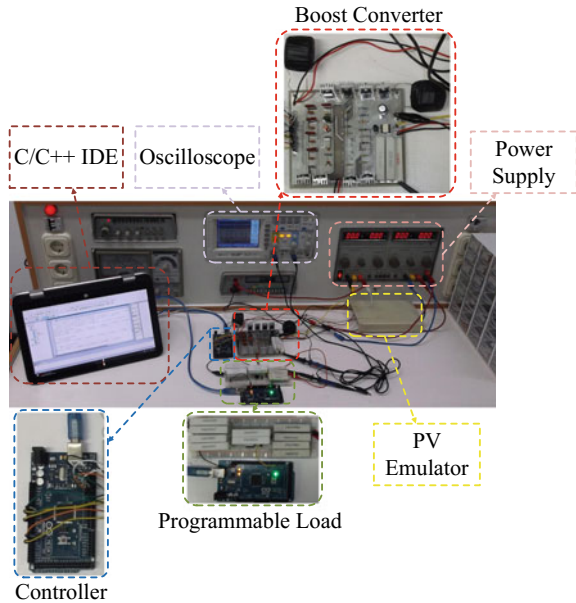 Boost Converter
C/C++ IDE
Oscilloscope
Power
Supply
PV
Emulator
Programmable Load
Controller